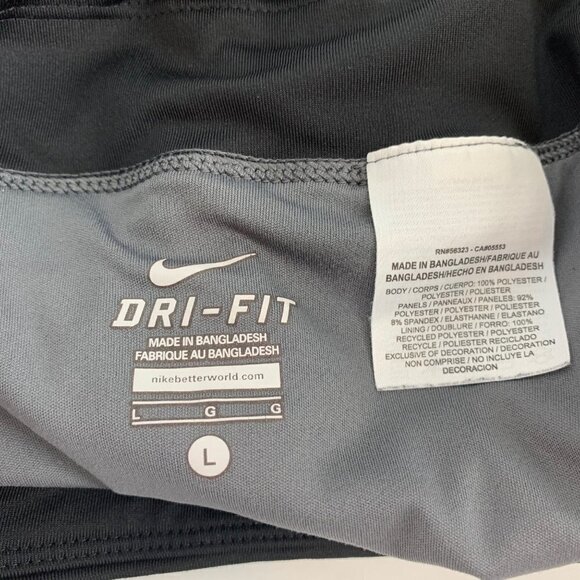 DRI-FIT
MADE IN BANGLADESH
FABRIQUE AU BANGLADESH
nikebetterworld.com
L G G
L
RN#56323 - CA#05553
MADE IN BANGLADESH/FABRIQUE AU
BANGLADESH/HECHO EN BANGLADESH
BODY / CORPS / CUERPO: 100% POLYESTER /
POLYESTER / POLIESTER
PANELS / PANNEAUX / PANELES: 92%
POLYESTER / POLYESTER / POLIESTER
8% SPANDEX / ELASTHANNE / ELASTANO
LINING / DOUBLURE / FORRO: 100%
RECYCLED POLYESTER / POLYESTER
RECYCLE / POLIESTER RECICLADO
EXCLUSIVE OF DECORATION / DECORATION
NON COMPRISE / NO INCLUYE LA
DECORACION